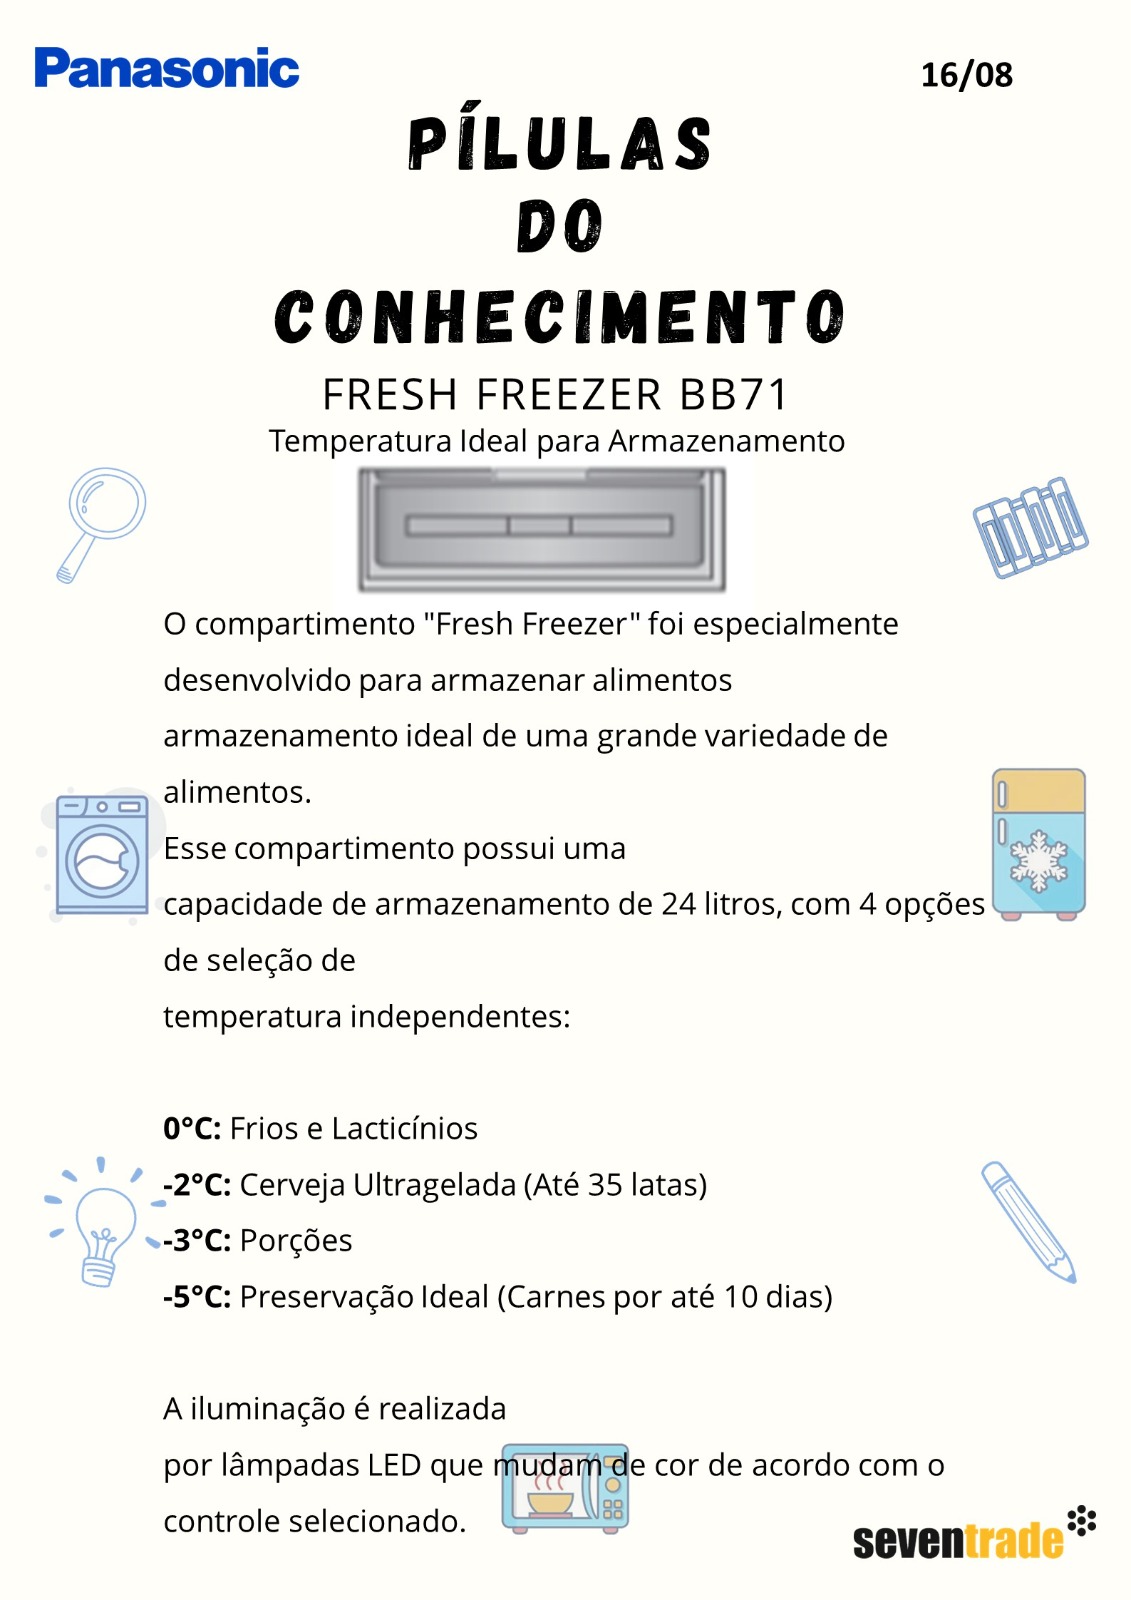 Panasonic
16/08
PÍLULAS
DO
CONHECIMENTO
FRESH FREEZER BB71
Temperatura Ideal para Armazenamento
O compartimento "Fresh Freezer" foi especialmente
desenvolvido para armazenar alimentos
armazenamento ideal de uma grande variedade de
alimentos.
Esse compartimento possui uma
capacidade de armazenamento de 24 litros, com 4 opções
de seleção de
temperatura independentes:
0°C: Frios e Lacticínios
-2°C: Cerveja Ultragelada (Até 35 latas)
-3°C: Porções
-5°C: Preservação Ideal (Carnes por até 10 dias)
A iluminação é realizada
por lâmpadas LED que mudam de cor de acordo com o
controle selecionado.
seventrade